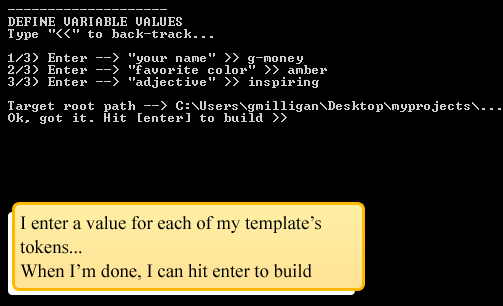 --------------------
DEFINE VARIABLE VALUES
Type "<<" to back-track...
1/3) Enter --> "your name" >> g-money
2/3) Enter --> "favorite color" >> amber
3/3) Enter --> "adjective" >> inspiring
Target root path --> C:\Users\gmilligan\Desktop\myprojects\...
Ok, got it. Hit [enter] to build >>
I enter a value for each of my template's
tokens...
When I'm done, I can hit enter to build